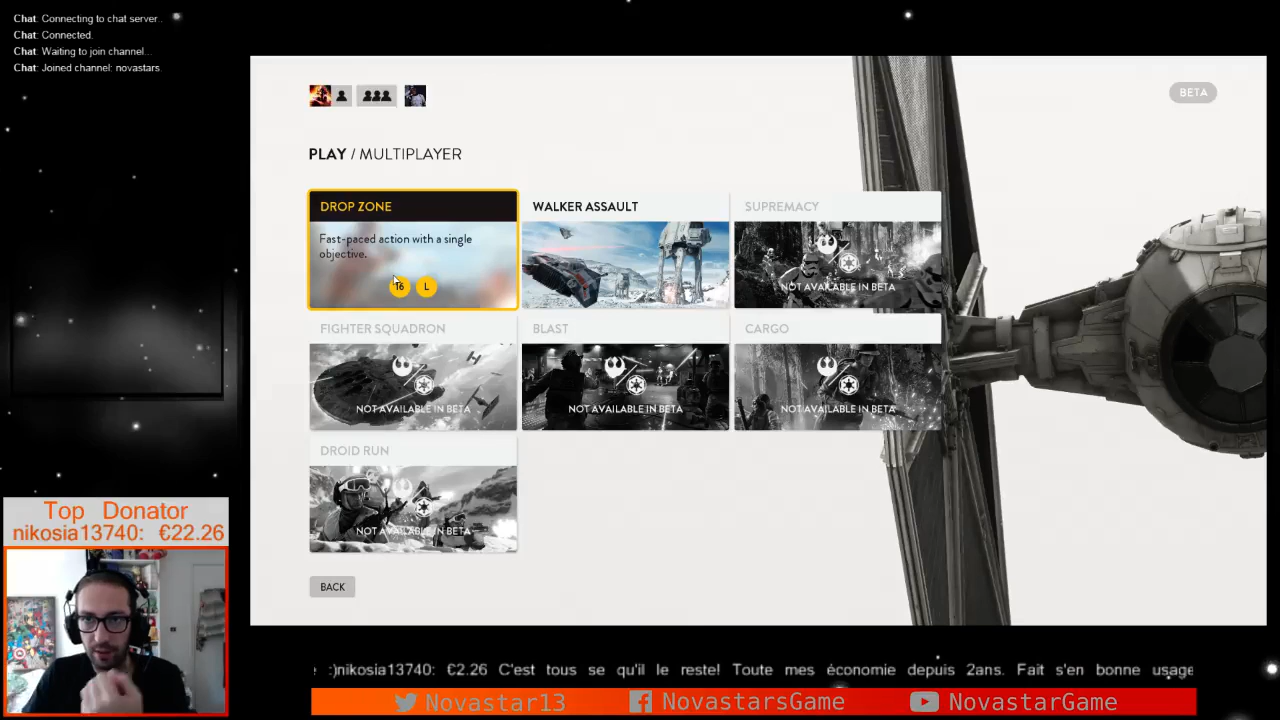 Chat: Connecting to chat server..
Chat: Connected.
Chat: Waiting to join channel...
Chat: Joined channel: novastars.
BETA
PLAY / MULTIPLAYER
DROP ZONE
Fast-paced action with a single
objective.
16 L
WALKER ASSAULT
SUPREMACY
NOT AVAILABLE IN BETA
FIGHTER SQUADRON
NOT AVAILABLE IN BETA
BLAST
NOT AVAILABLE IN BETA
CARGO
NOT AVAILABLE IN BETA
DROID RUN
NOT AVAILABLE IN BETA
BACK
Top Donator
nikosia13740: €22.26
:)nikosia13740: €22.26 C'est tous se qu'il le reste! Toute mes économie depuis 2ans. Fait s'en bonne usage
Novastar13
NovastarsGame
NovastarGame